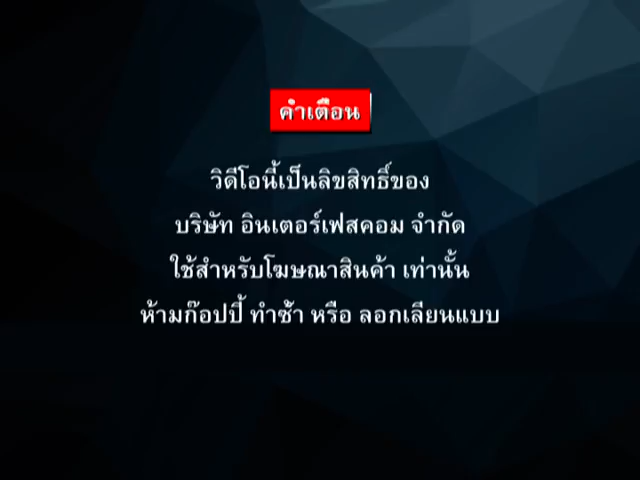 คำเตือน
วิดีโอนี้เป็นลิขสิทธิ์ของ
บริษัท อินเตอร์เฟสคอม จำกัด
ใช้สำหรับโฆษณาสินค้า เท่านั้น
ห้ามก๊อปปี้ ทำซ้ำ หรือ ลอกเลียนแบบ